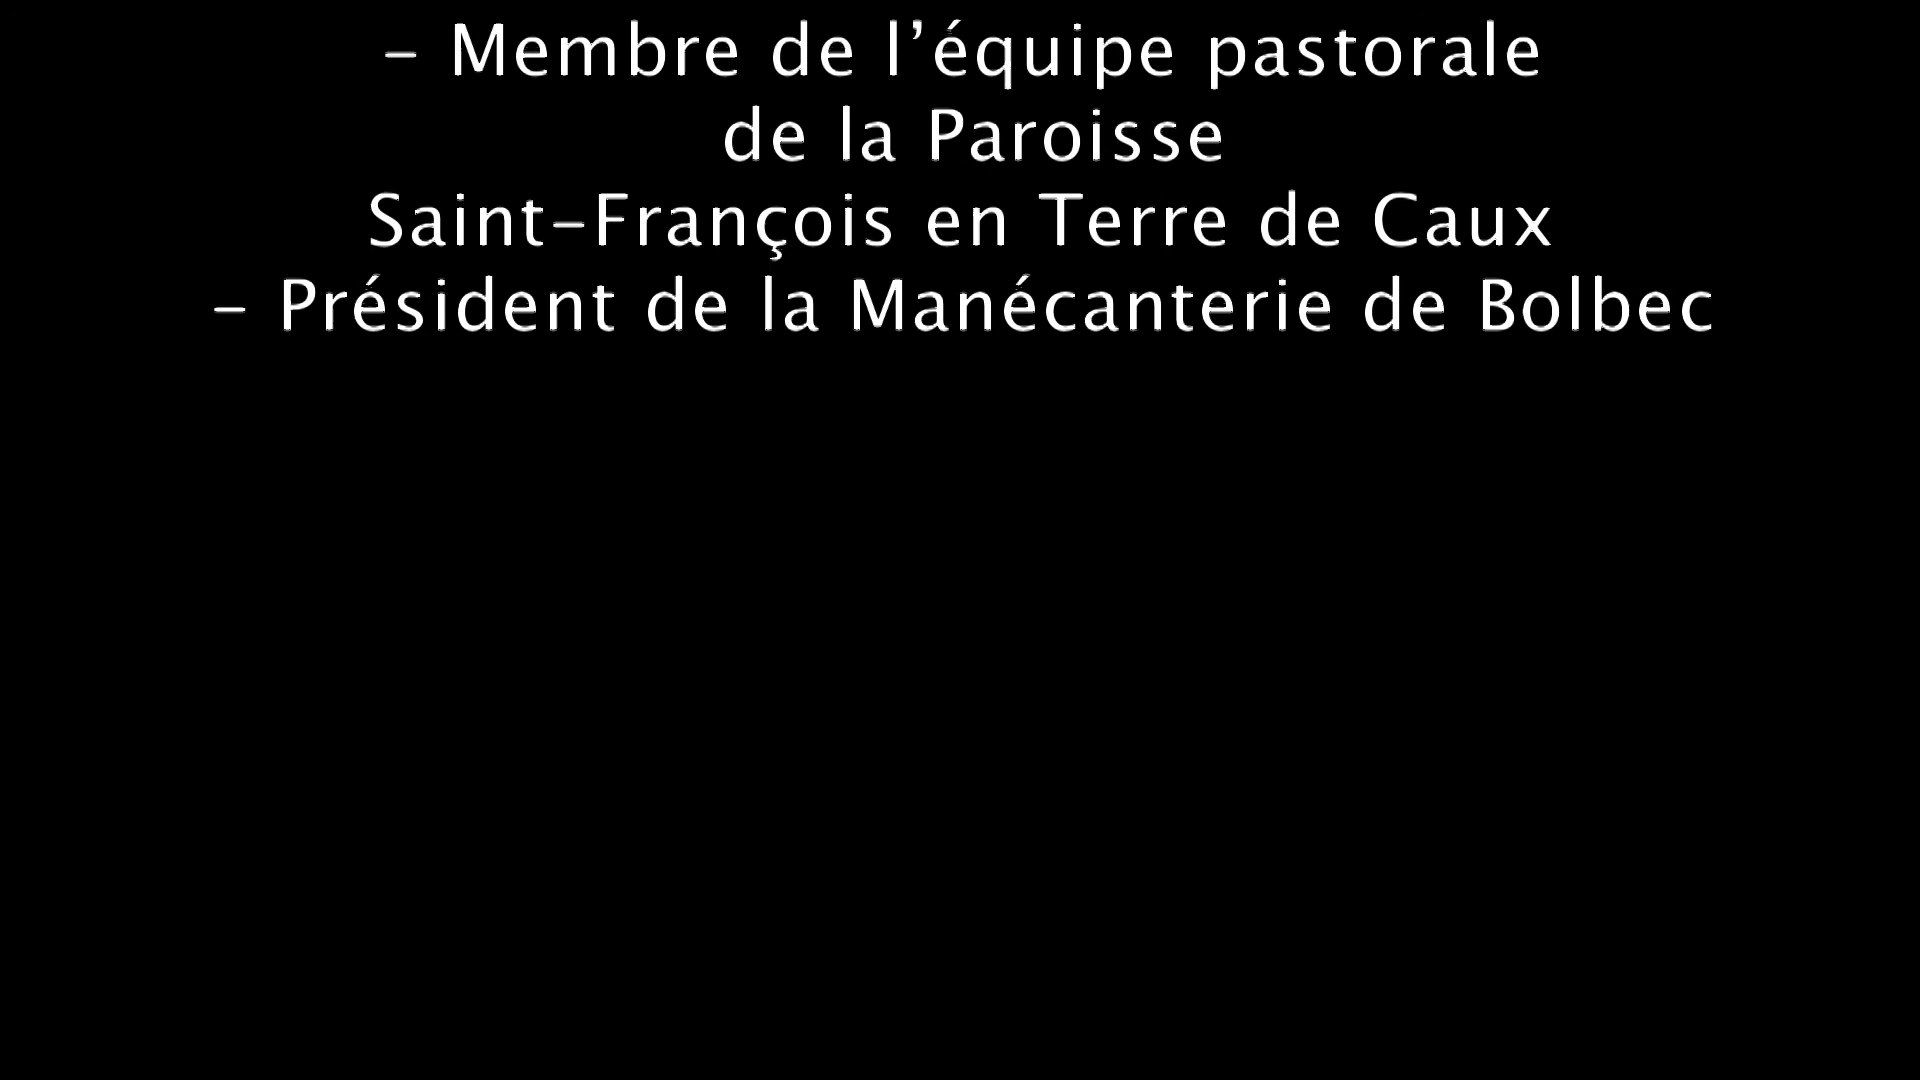 - Membre de l’équipe pastorale
de la Paroisse
Saint-François en Terre de Caux
- Président de la Manécanterie de Bolbec